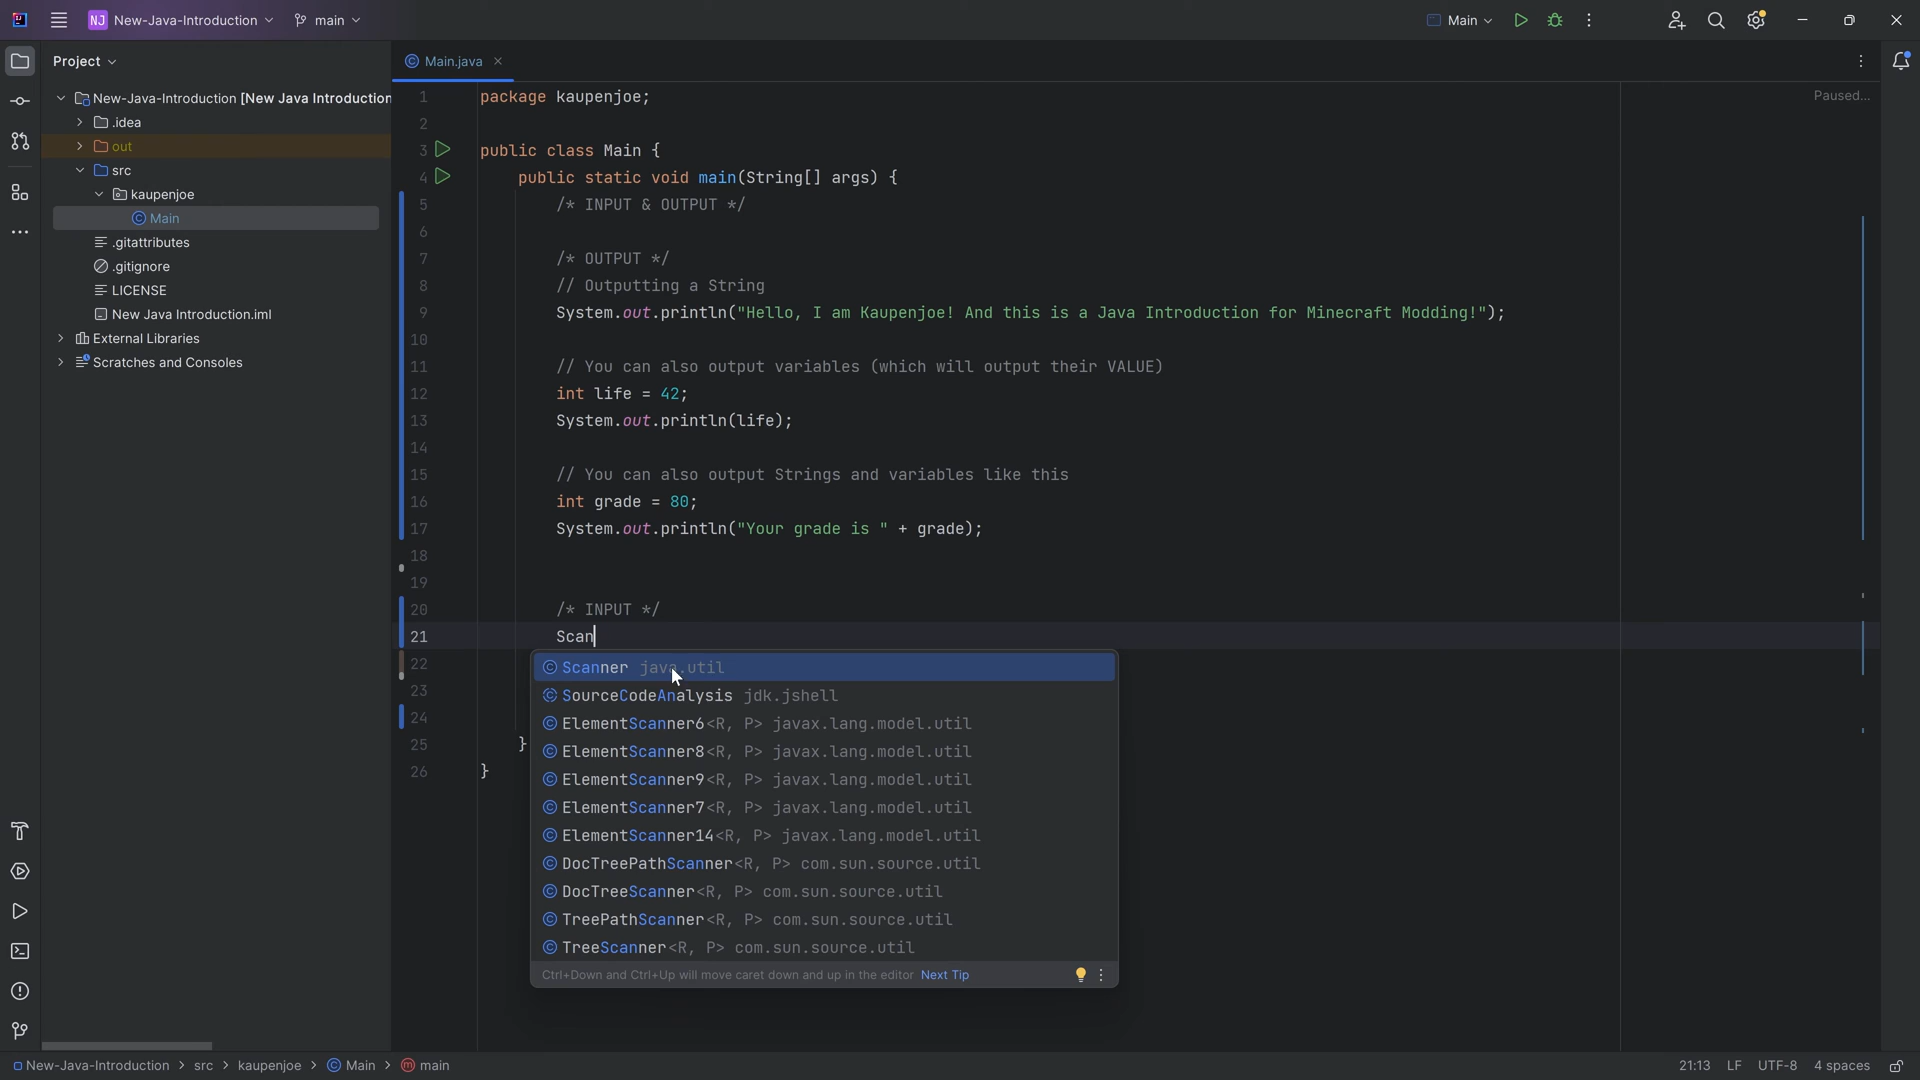 NJ New-Java-Introduction main
Main
Project
Main.java
New-Java-Introduction [New Java Introduction
.idea
out
src
kaupenjoe
Main
.gitattributes
.gitignore
LICENSE
New Java Introduction.iml
External Libraries
Scratches and Consoles
Paused...
1 package kaupenjoe;
2
3 public class Main {
4 public static void main(String[] args) {
5 /* INPUT & OUTPUT */
6
7 /* OUTPUT */
8 // Outputting a String
9 System.out.println("Hello, I am Kaupenjoe! And this is a Java Introduction for Minecraft Modding!");
10
11 // You can also output variables (which will output their VALUE)
12 int life = 42;
13 System.out.println(life);
14
15 // You can also output Strings and variables like this
16 int grade = 80;
17 System.out.println("Your grade is " + grade);
18
19
20 /* INPUT */
21 Scan
22
23
24
25 }
26 }
Scanner java.util
SourceCodeAnalysis jdk.jshell
ElementScanner6<R, P> javax.lang.model.util
ElementScanner8<R, P> javax.lang.model.util
ElementScanner9<R, P> javax.lang.model.util
ElementScanner7<R, P> javax.lang.model.util
ElementScanner14<R, P> javax.lang.model.util
DocTreePathScanner<R, P> com.sun.source.util
DocTreeScanner<R, P> com.sun.source.util
TreePathScanner<R, P> com.sun.source.util
TreeScanner<R, P> com.sun.source.util
Ctrl+Down and Ctrl+Up will move caret down and up in the editor Next Tip
New-Java-Introduction > src > kaupenjoe > Main > main
21:13 LF UTF-8 4 spaces